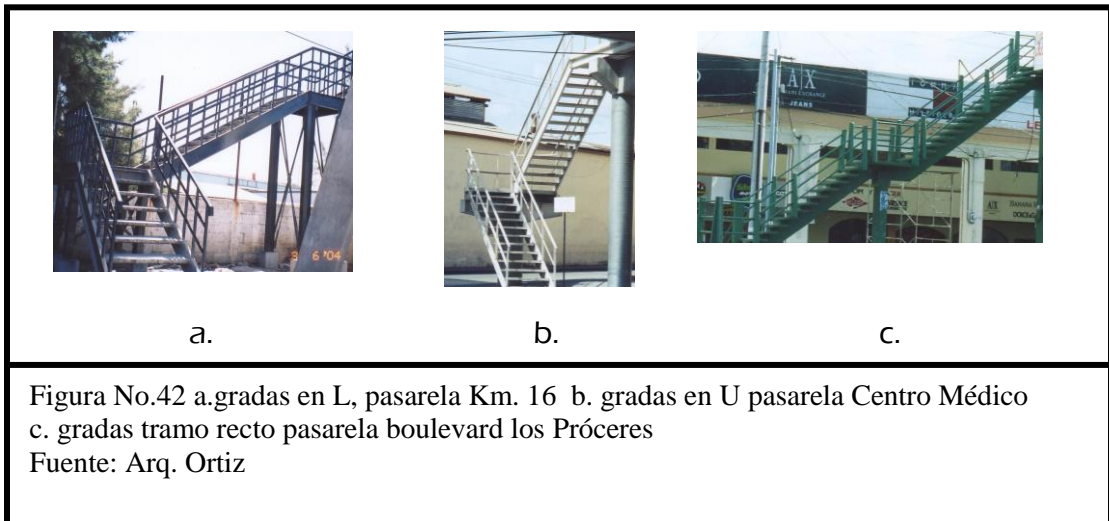 3 6 '04
A|X
JEANS
a.
b.
c.
Figura No.42 a.gradas en L, pasarela Km. 16 b. gradas en U pasarela Centro Médico
c. gradas tramo recto pasarela boulevard los Próceres
Fuente: Arq. Ortiz